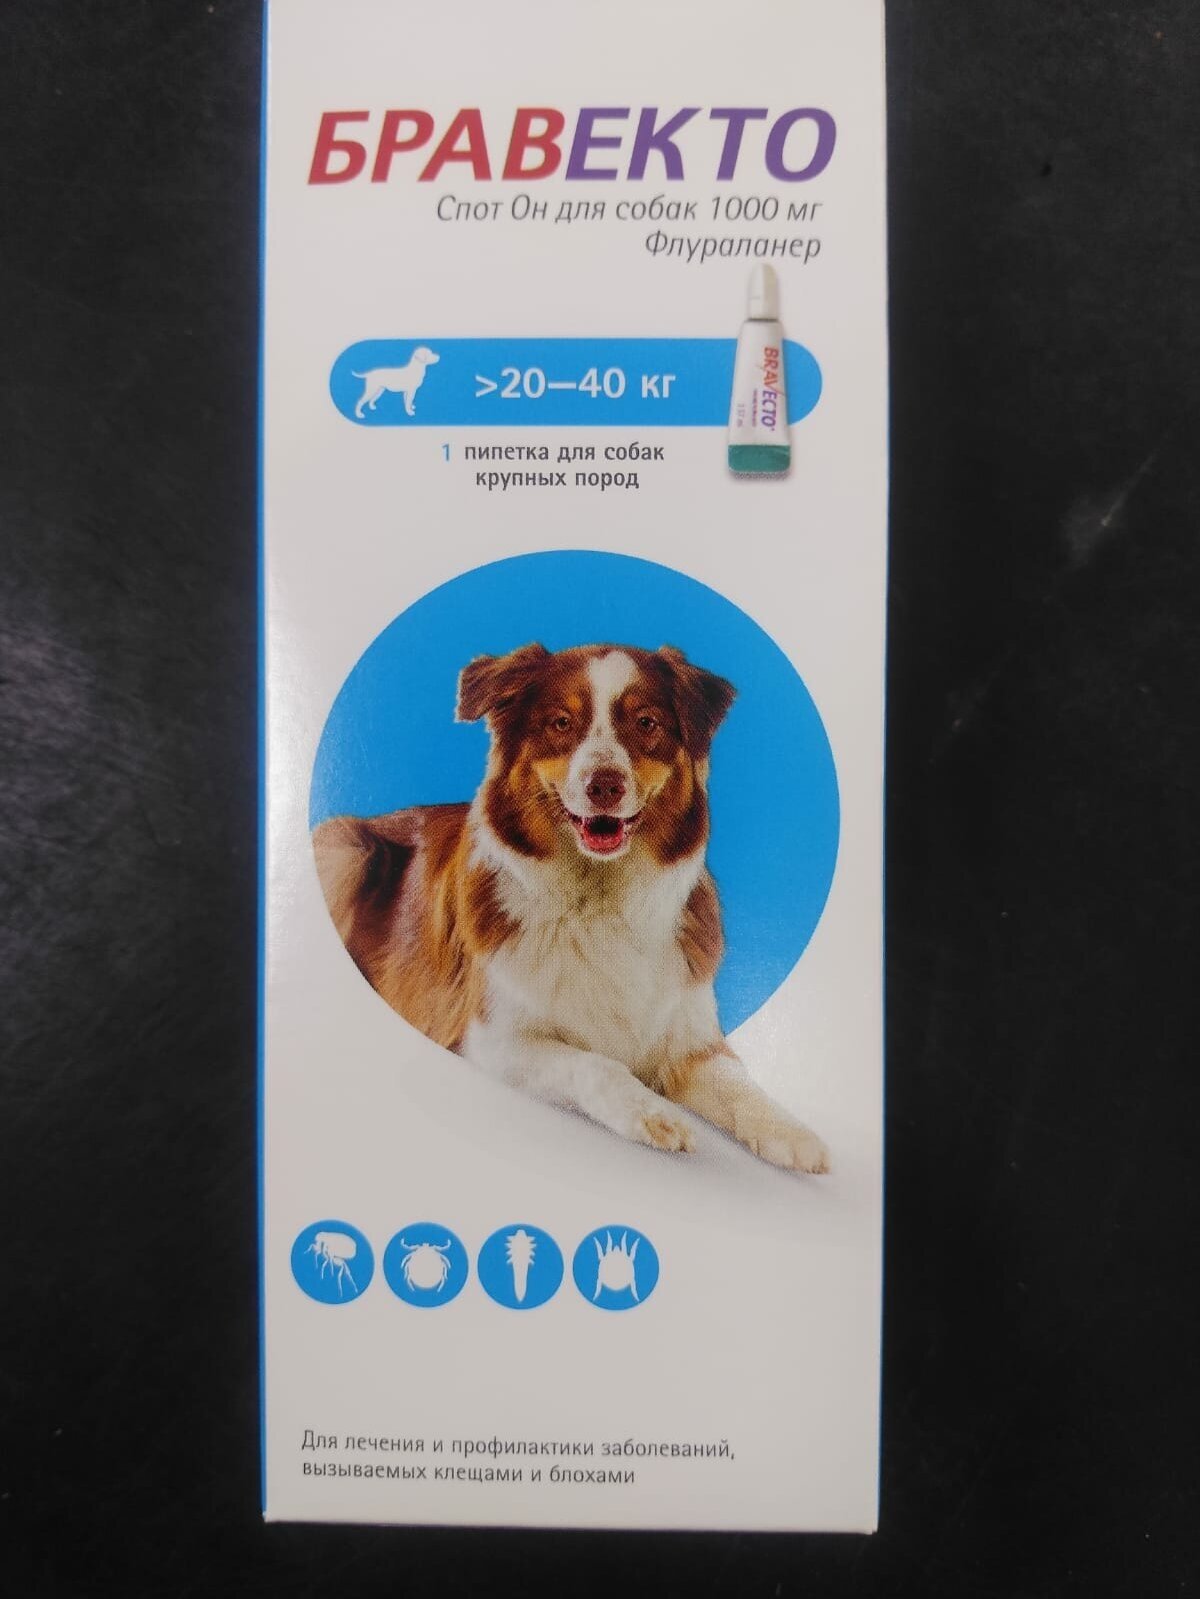 БРАВЕКТО
Спот Он для собак 1000 мг
Флураланер
>20–40 кг
BRAVECTO
1 пипетка для собак
крупных пород
Для лечения и профилактики заболеваний,
вызываемых клещами и блохами